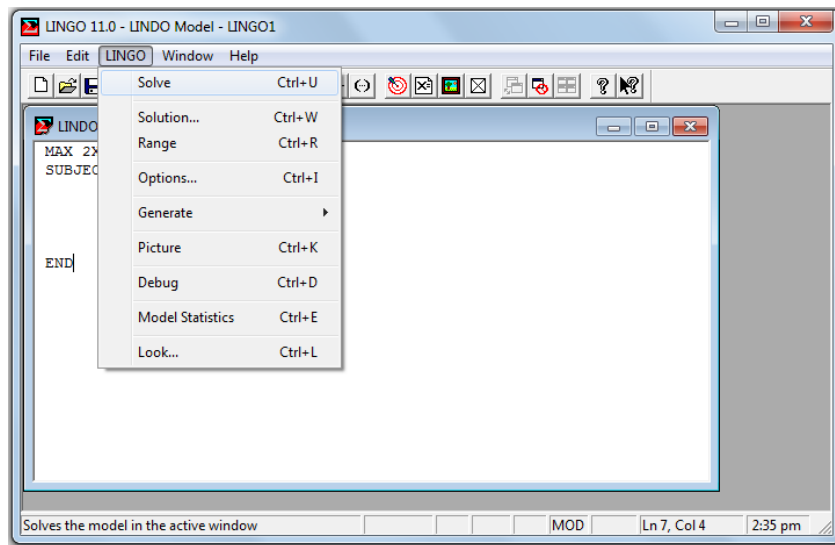 LINGO 11.0 - LINDO Model - LINGO1
File Edit LINGO Window Help
Solve Ctrl+U
LINDO
Solution... Ctrl+W
MAX 2X
Range Ctrl+R
SUBJEC
Options... Ctrl+I
Generate
Picture Ctrl+K
END
Debug Ctrl+D
Model Statistics Ctrl+E
Look... Ctrl+L
Solves the model in the active window MOD Ln 7, Col 4 2:35 pm